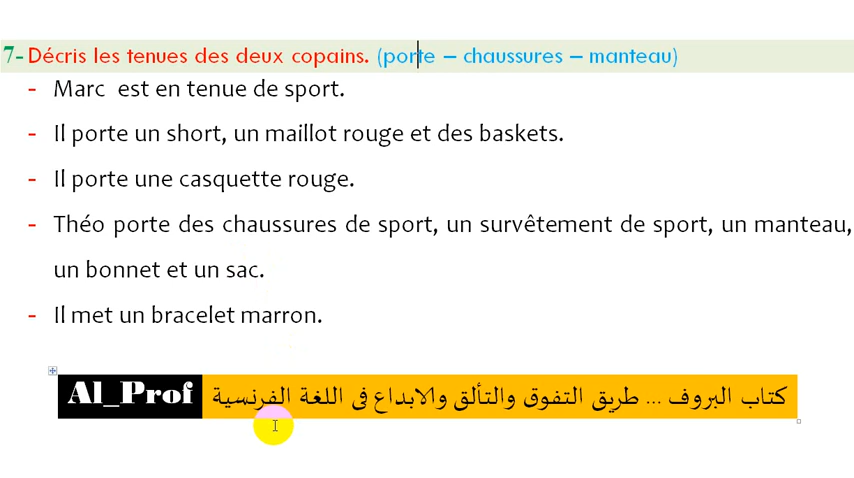 7- Décris les tenues des deux copains. (porte – chaussures – manteau)
- Marc est en tenue de sport.
- Il porte un short, un maillot rouge et des baskets.
- Il porte une casquette rouge.
- Théo porte des chaussures de sport, un survêtement de sport, un manteau,
un bonnet et un sac.
- Il met un bracelet marron.
Al_Prof كتاب البروف ... طريق التفوق والتألق والابداع فى اللغة الفرنسية